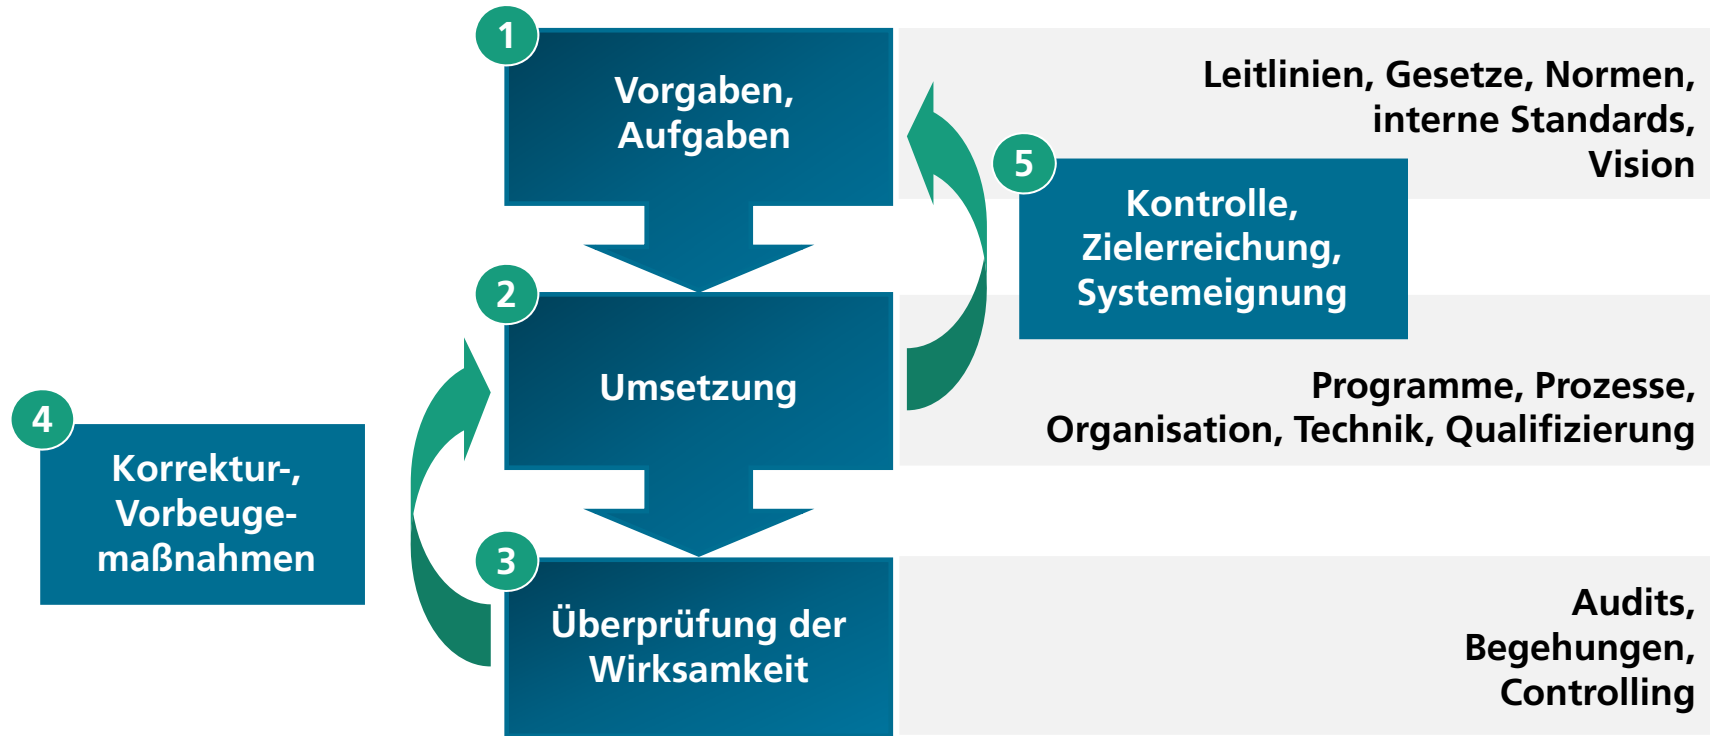 1
Vorgaben,
Aufgaben
Leitlinien, Gesetze, Normen,
interne Standards,
Vision
5
Kontrolle,
Zielerreichung,
Systemeignung
2
Umsetzung
Programme, Prozesse,
Organisation, Technik, Qualifizierung
4
Korrektur-,
Vorbeuge-
maßnahmen
3
Überprüfung der
Wirksamkeit
Audits,
Begehungen,
Controlling